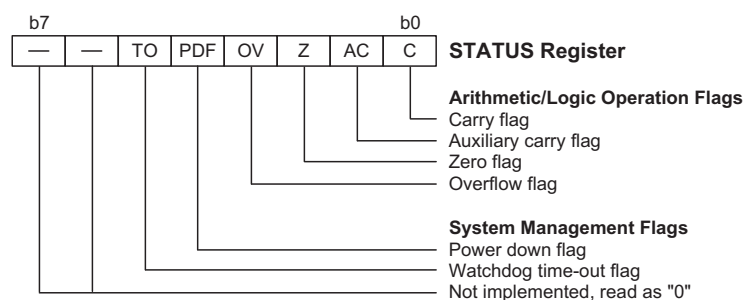 b7 b0
— — TO PDF OV Z AC C STATUS Register
Arithmetic/Logic Operation Flags
Carry flag
Auxiliary carry flag
Zero flag
Overflow flag
System Management Flags
Power down flag
Watchdog time-out flag
Not implemented, read as "0"